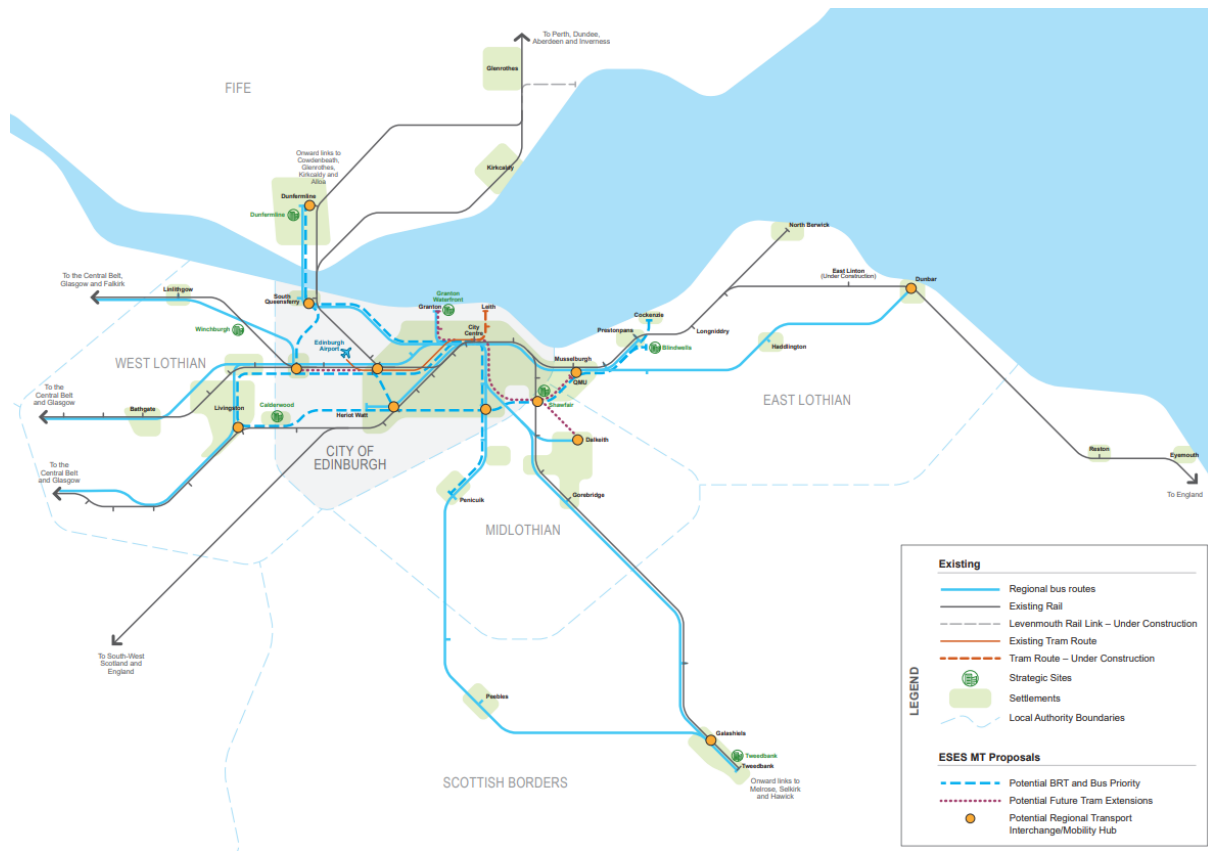 To Perth, Dundee,
Aberdeen and Inverness
Glenrothes
FIFE
Onward links to
Cowdenbeath,
Glenrothes,
Kirkcaldy and
Alloa
Kirkcaldy
Dunfermline
Dunfermline
North Berwick
To the Central Belt,
Glasgow and Falkirk
Linlithgow
South
Queensferry
Granton
Waterfront
Granton
Leith
East Linton
(Under Construction)
Dunbar
Winchburgh
City
Centre
Cockenzie
Edinburgh
Airport
Prestonpans
Longniddry
Blindwells
Haddington
WEST LOTHIAN
Musselburgh
QMU
To the
Central Belt
and Glasgow
Bathgate
Livingston
Calderwood
Heriot Watt
Shawfair
EAST LOTHIAN
CITY OF
EDINBURGH
Dalkeith
Reston
Eyemouth
To England
To the
Central Belt
and Glasgow
Penicuik
Gorebridge
MIDLOTHIAN
To South-West
Scotland and
England
Peebles
Galashiels
Tweedbank
Tweedbank
Onward links to
Melrose, Selkirk
and Hawick
SCOTTISH BORDERS
LEGEND
Existing
Regional bus routes
Existing Rail
Levenmouth Rail Link – Under Construction
Existing Tram Route
Tram Route – Under Construction
Strategic Sites
Settlements
Local Authority Boundaries
ESES MT Proposals
Potential BRT and Bus Priority
Potential Future Tram Extensions
Potential Regional Transport
Interchange/Mobility Hub